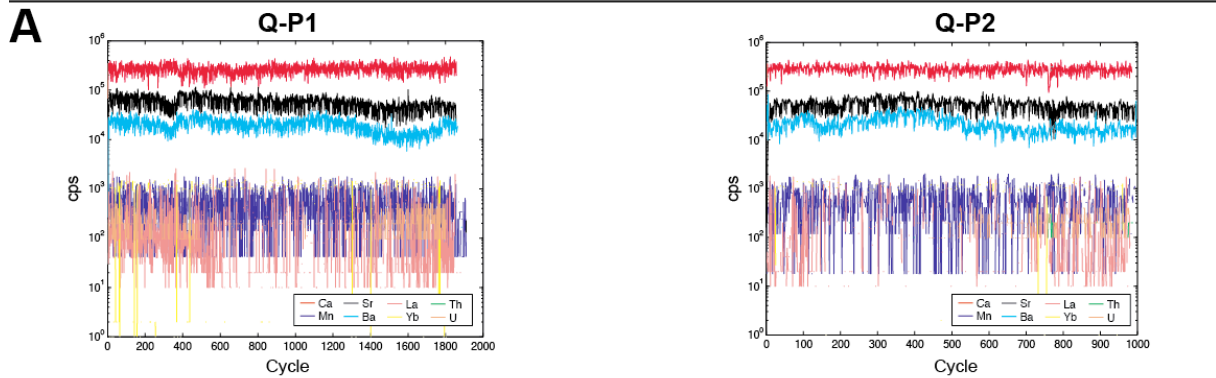 A
Q-P1
Q-P2
10⁶
10⁵
10⁴
10³
10²
10¹
10⁰
cps
0 200 400 600 800 1000 1200 1400 1600 1800 2000
Cycle
Ca Sr La Th
Mn Ba Yb U
10⁶
10⁵
10⁴
10³
10²
10¹
10⁰
cps
0 100 200 300 400 500 600 700 800 900 1000
Cycle
Ca Sr La Th
Mn Ba Yb U